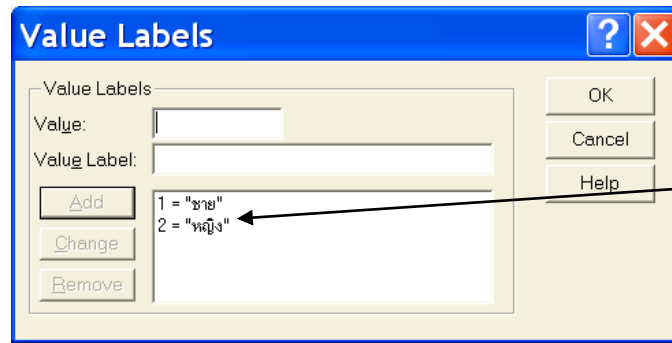 Value Labels
Value Labels
Value:
Value Label:
Add
Change
Remove
1 = "ชาย"
2 = "หญิง"
OK
Cancel
Help